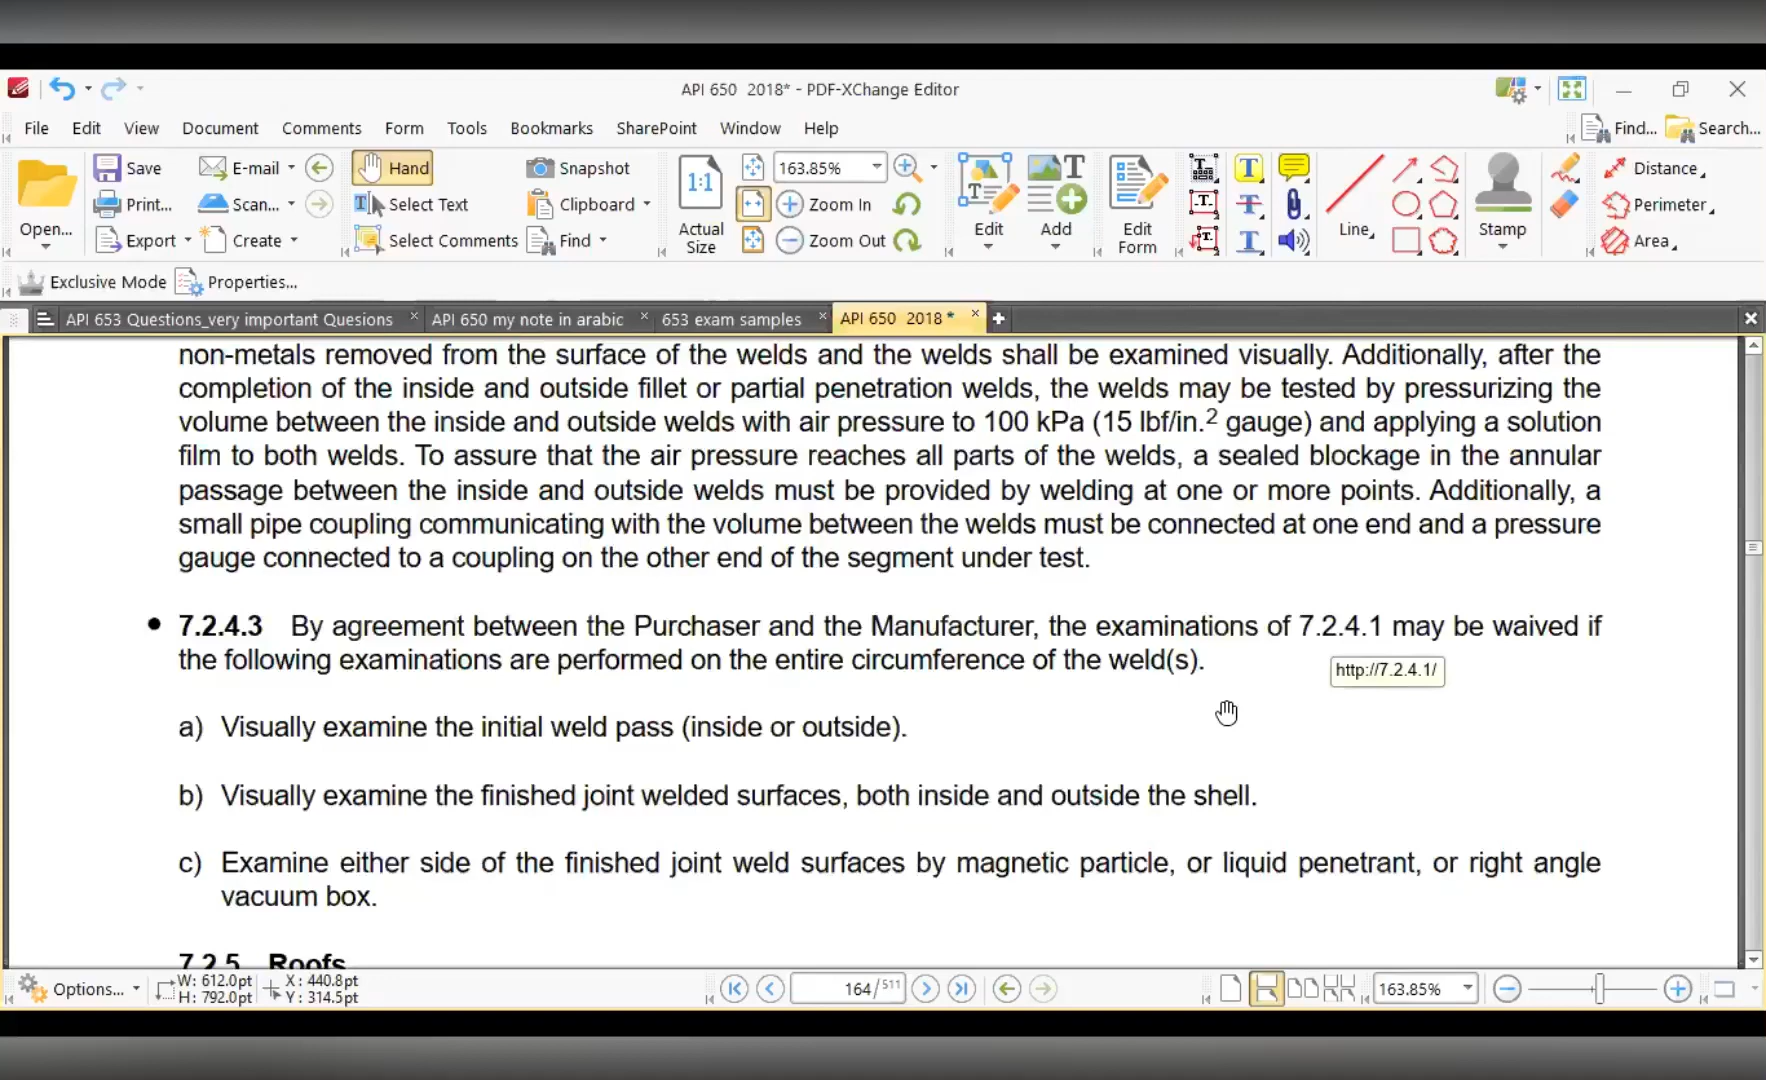 API 650 2018* - PDF-XChange Editor
File Edit View Document Comments Form Tools Bookmarks SharePoint Window Help
Find... Search...
Open...
Save E-mail
Print... Scan...
Export Create
Hand
Select Text
Select Comments
Snapshot
Clipboard
Find
1:1
Actual
Size
163.85%
Zoom In
Zoom Out
Edit
Add
Edit
Form
Line
Stamp
Distance
Perimeter
Area
Exclusive Mode Properties...
API 653 Questions_very important Quesions API 650 my note in arabic 653 exam samples API 650 2018 *
non-metals removed from the surface of the welds and the welds shall be examined visually. Additionally, after the
completion of the inside and outside fillet or partial penetration welds, the welds may be tested by pressurizing the
volume between the inside and outside welds with air pressure to 100 kPa (15 lbf/in.2 gauge) and applying a solution
film to both welds. To assure that the air pressure reaches all parts of the welds, a sealed blockage in the annular
passage between the inside and outside welds must be provided by welding at one or more points. Additionally, a
small pipe coupling communicating with the volume between the welds must be connected at one end and a pressure
gauge connected to a coupling on the other end of the segment under test.
• 7.2.4.3 By agreement between the Purchaser and the Manufacturer, the examinations of 7.2.4.1 may be waived if
the following examinations are performed on the entire circumference of the weld(s).
http://7.2.4.1/
a) Visually examine the initial weld pass (inside or outside).
b) Visually examine the finished joint welded surfaces, both inside and outside the shell.
c) Examine either side of the finished joint weld surfaces by magnetic particle, or liquid penetrant, or right angle
vacuum box.
7.2.5 Roofs
Options...
W: 612.0pt
H: 792.0pt
X: 440.8pt
Y: 314.5pt
164/511
163.85%